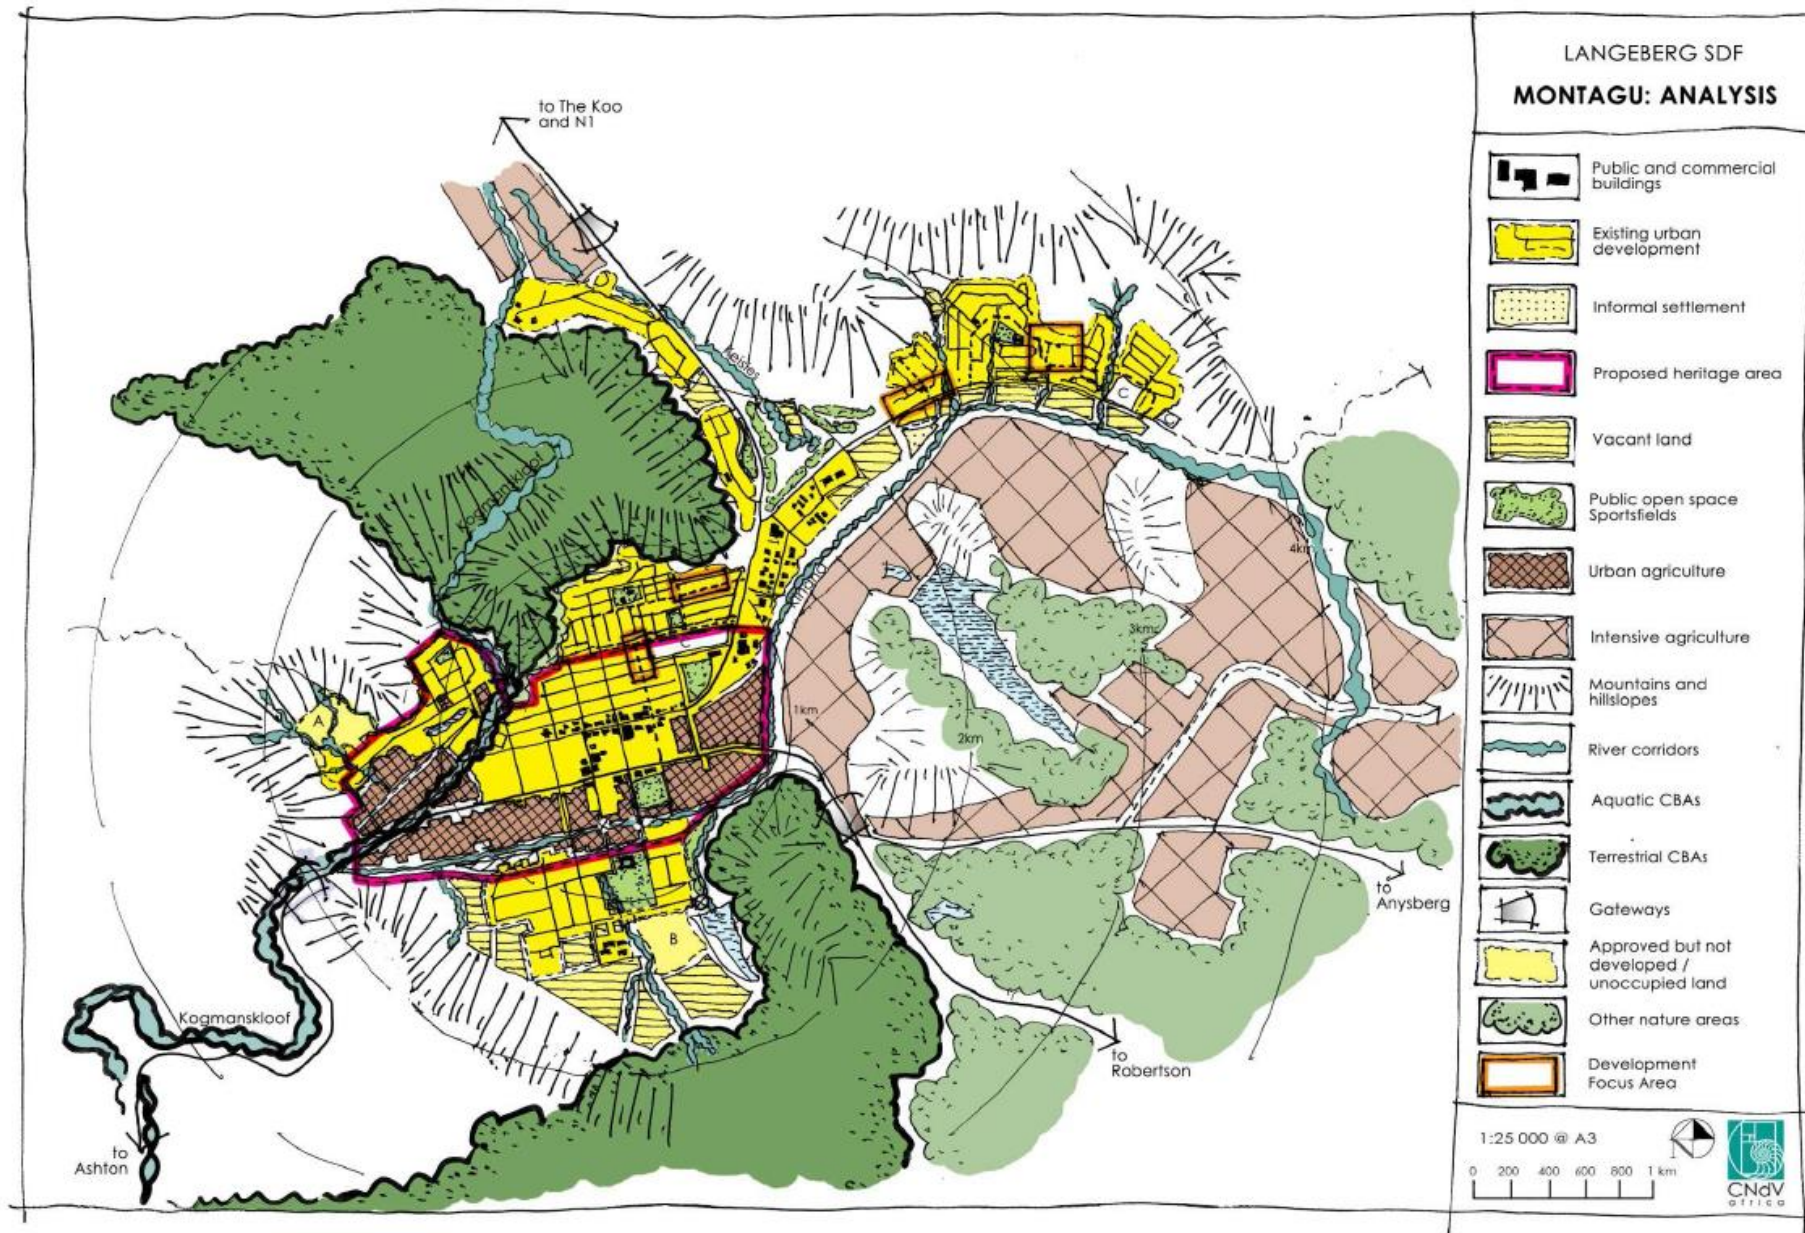 LANGEBERG SDF
MONTAGU: ANALYSIS
to The Koo
and N1
Keisies
Kogmanskloof
Kinana
C
4km
3km
2km
1km
A
B
Kogmanskloof
to
Ashton
to
Robertson
to
Anysberg
Public and commercial
buildings
Existing urban
development
Informal settlement
Proposed heritage area
Vacant land
Public open space
Sportsfields
Urban agriculture
Intensive agriculture
Mountains and
hillslopes
River corridors
Aquatic CBAs
Terrestrial CBAs
Gateways
Approved but not
developed /
unoccupied land
Other nature areas
Development
Focus Area
1:25 000 @ A3
N
0 200 400 600 800 1 km
CNdV
africa